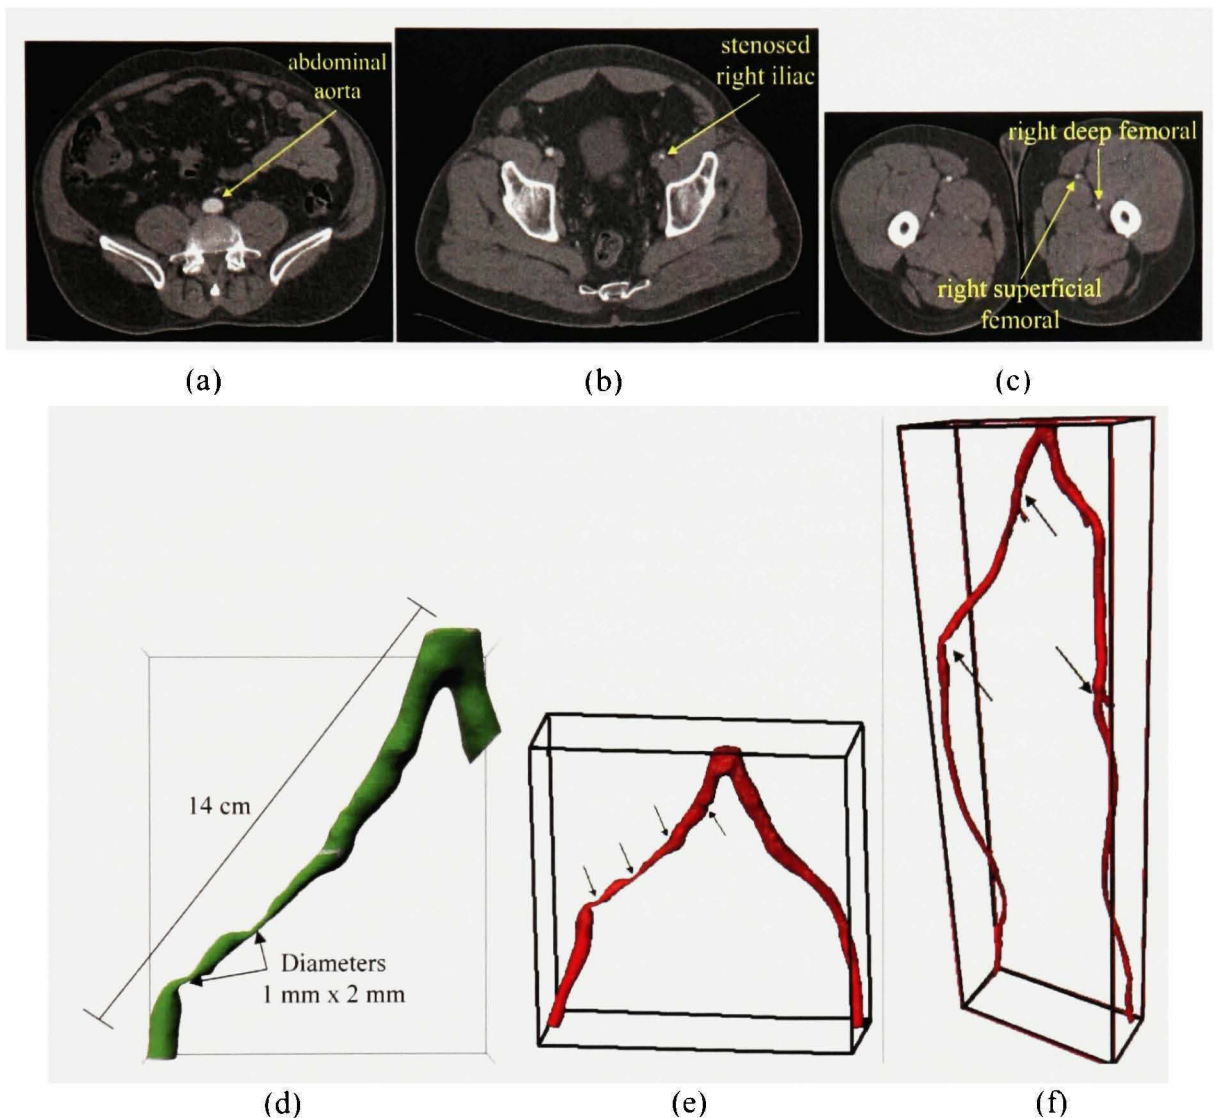 abdominal
aorta
stenosed
right iliac
right deep femoral
right superficial
femoral
(a)
(b)
(c)
14 cm
Diameters
1 mm x 2 mm
(d)
(e)
(f)